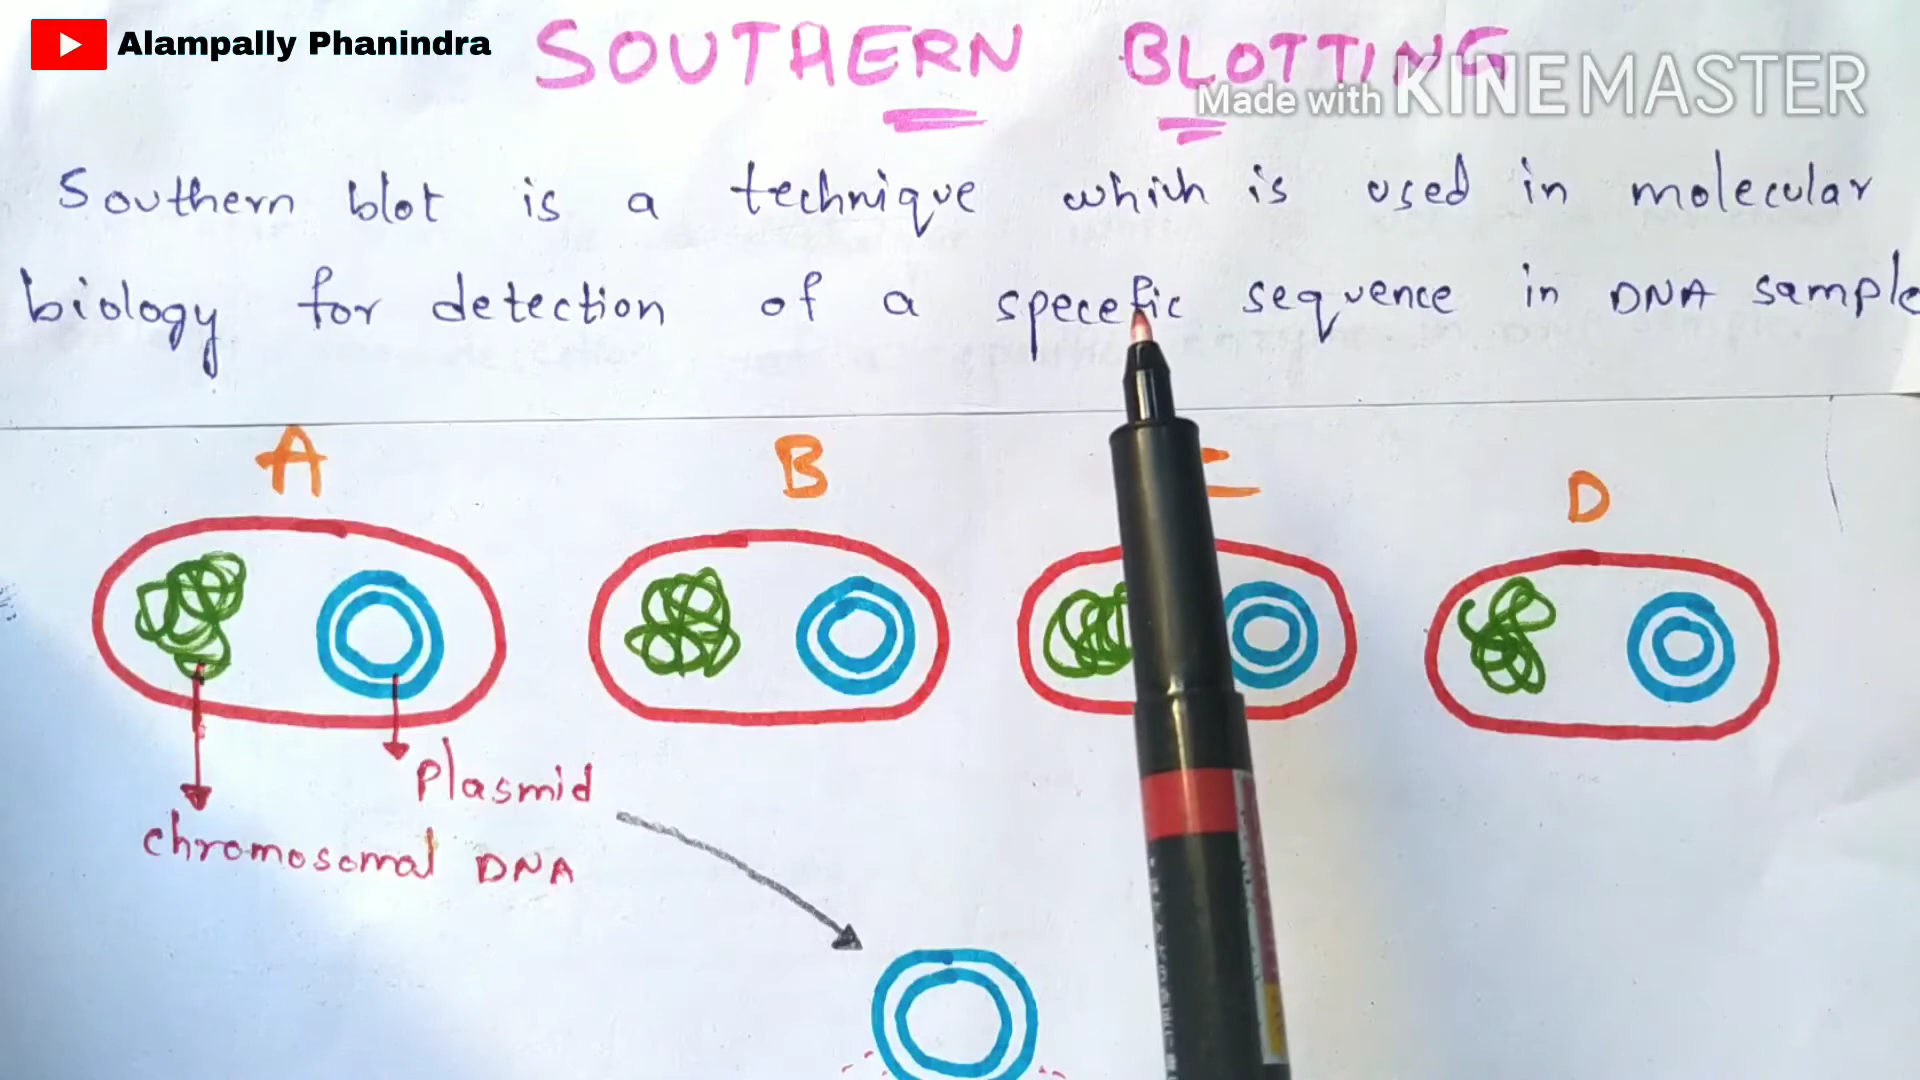 Alampally Phanindra
SOUTHERN BLOTTING
Made with KINEMASTER
Southern blot is a technique which is used in molecular
biology for detection of a specefic sequence in DNA sample
A B D
Plasmid
chromosomal DNA